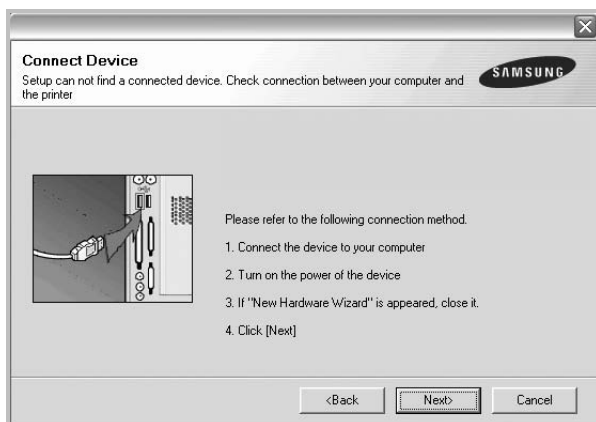 Connect Device
Setup can not find a connected device. Check connection between your computer and
the printer
SAMSUNG
Please refer to the following connection method.
1. Connect the device to your computer
2. Turn on the power of the device
3. If "New Hardware Wizard" is appeared, close it.
4. Click [Next]
<Back
Next>
Cancel